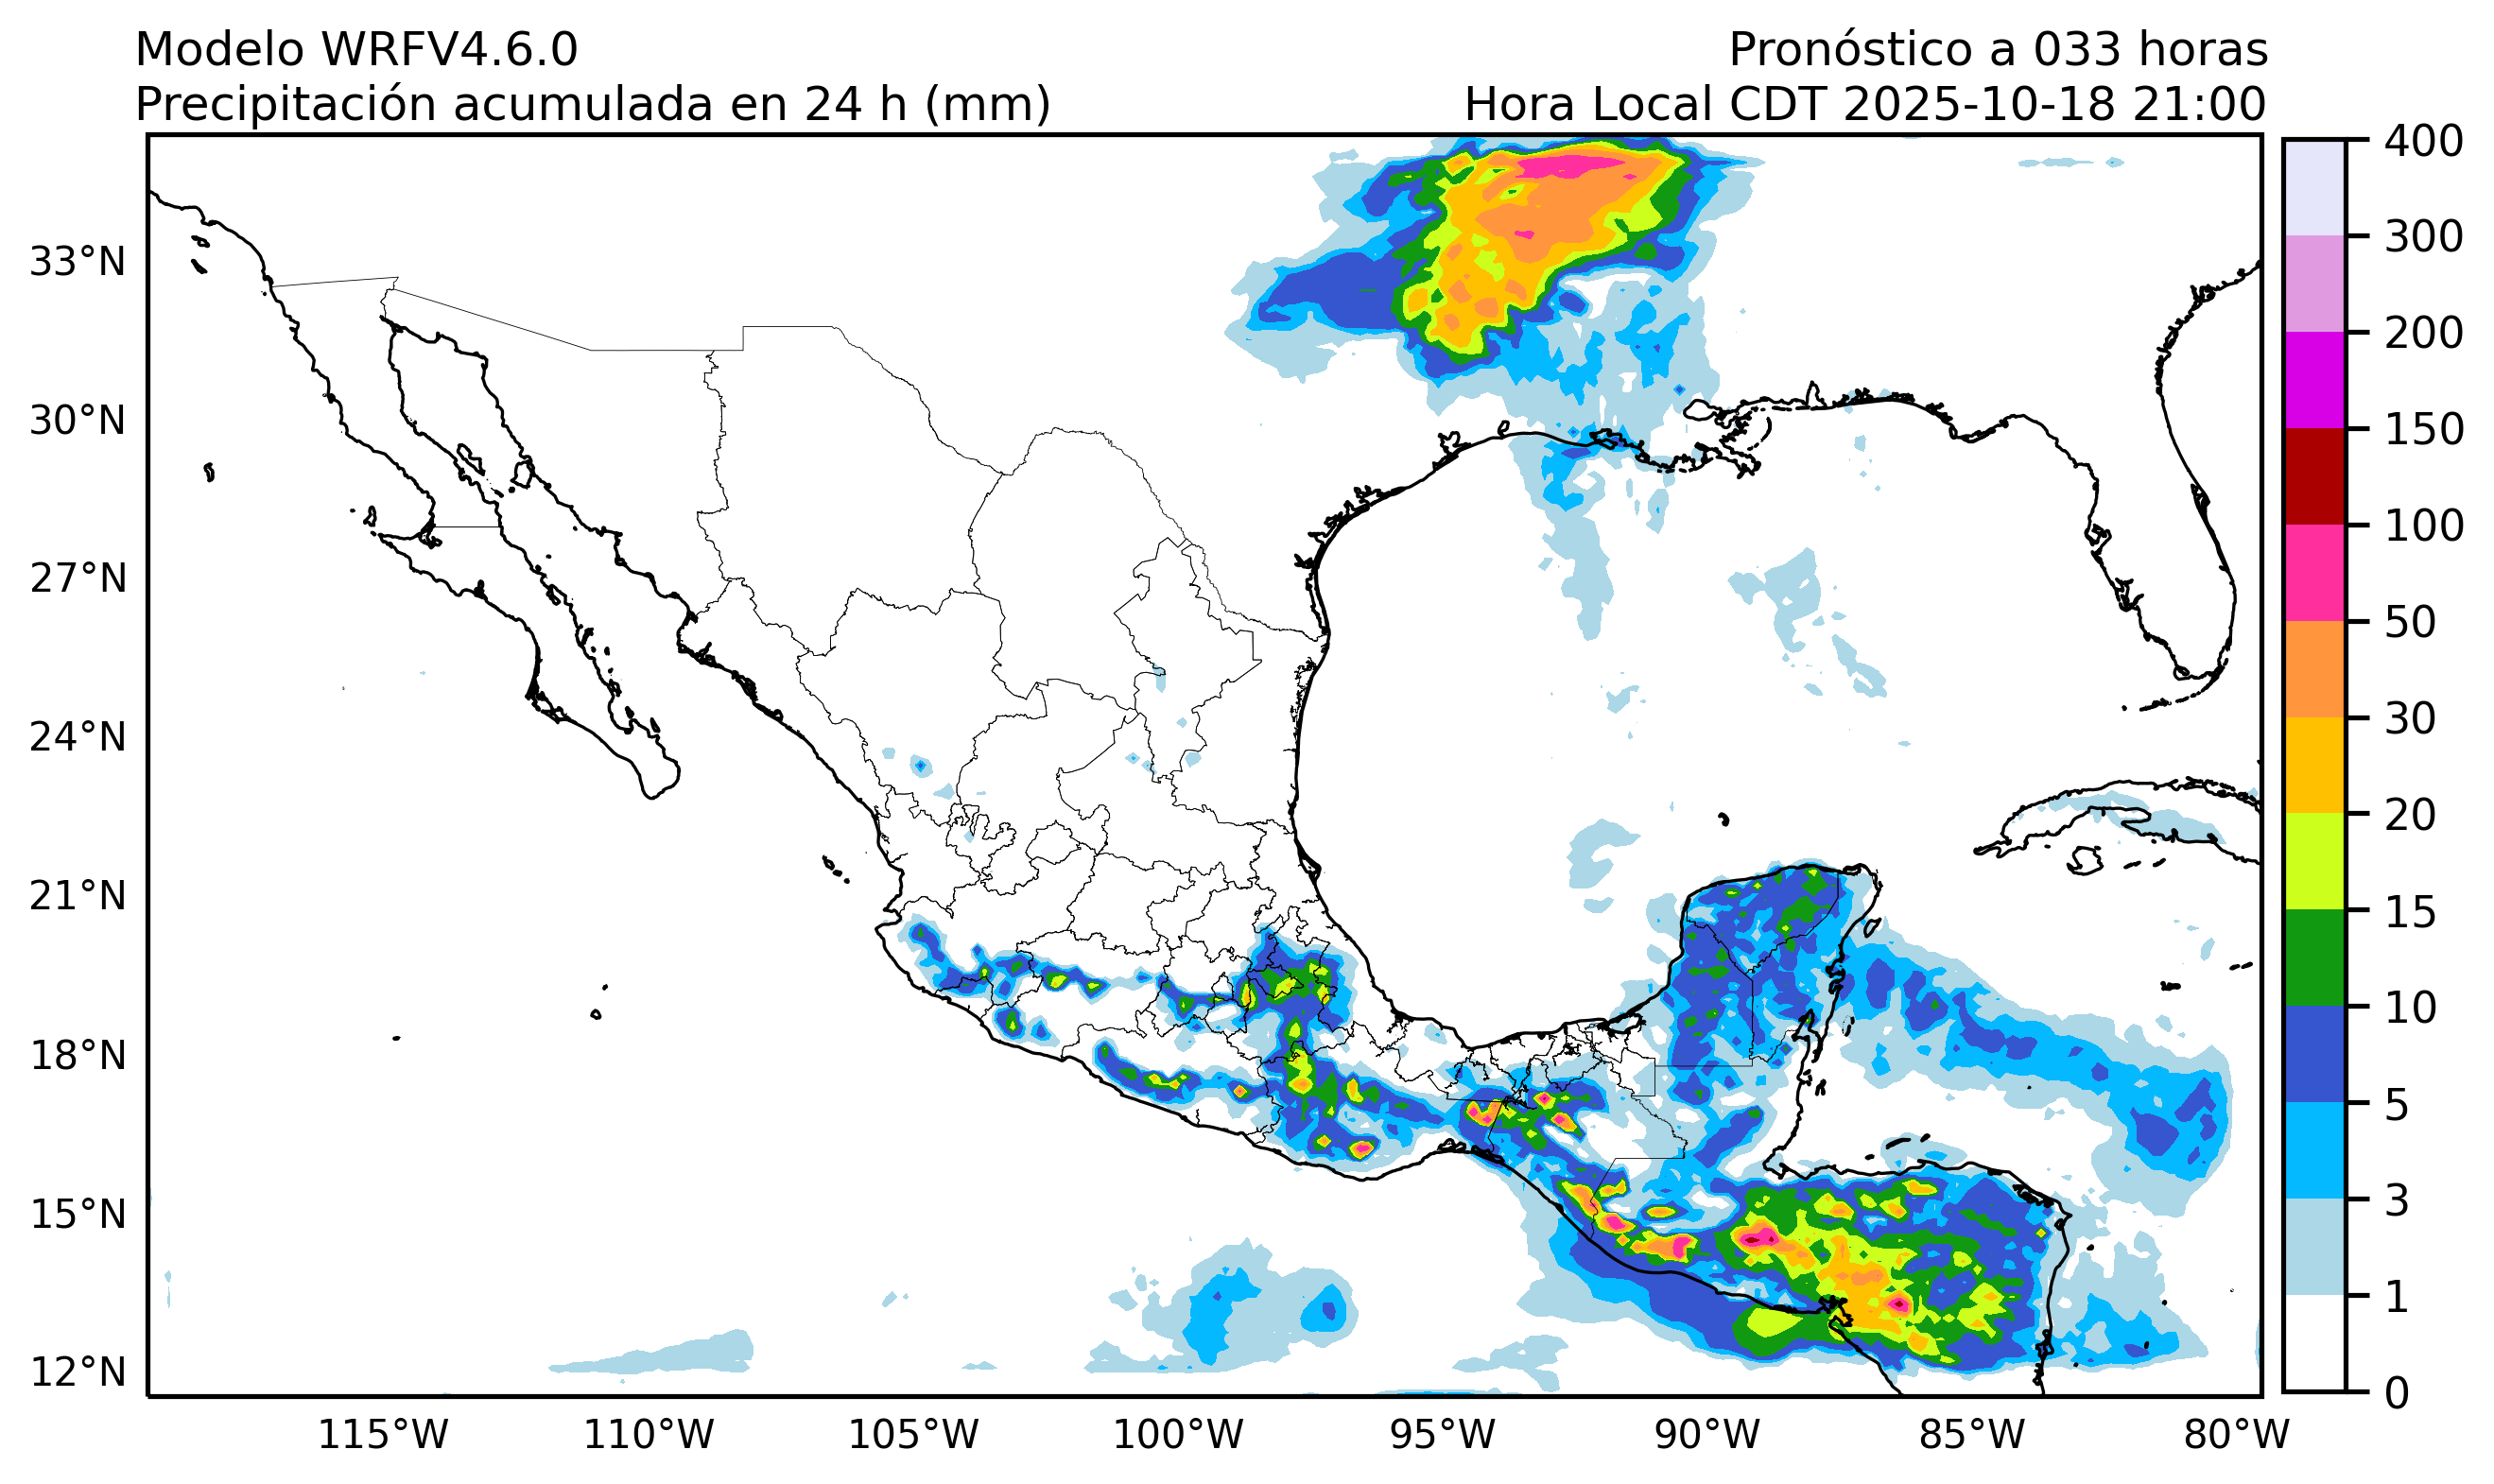 Modelo WRFV4.6.0
Pronóstico a 033 horas
Precipitación acumulada en 24 h (mm)
Hora Local CDT 2025-10-18 21:00
33°N
30°N
27°N
24°N
21°N
18°N
15°N
12°N
115°W
110°W
105°W
100°W
95°W
90°W
85°W
80°W
400
300
200
150
100
50
30
20
15
10
5
3
1
0